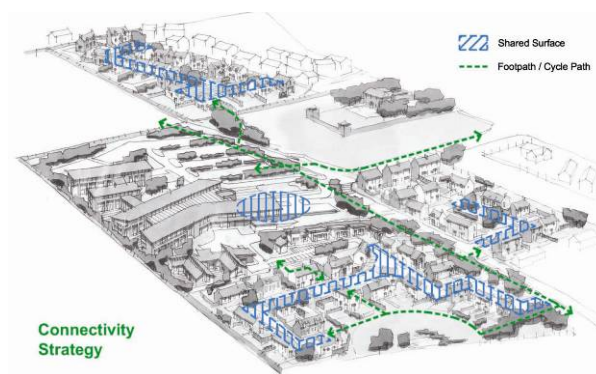 Shared Surface
Footpath / Cycle Path
Connectivity
Strategy